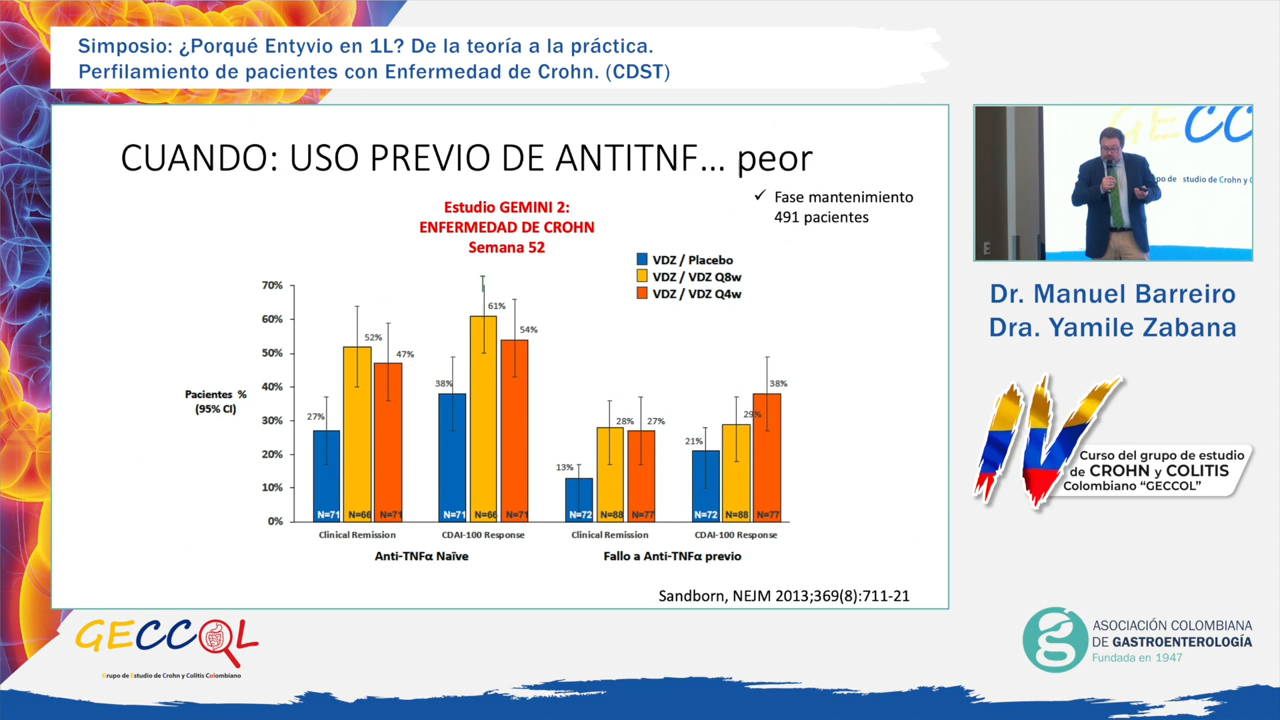 Simposio: ¿Porqué Entyvio en 1L? De la teoría a la práctica.
Perfilamiento de pacientes con Enfermedad de Crohn. (CDST)
CUANDO: USO PREVIO DE ANTITNF... peor
✓ Fase mantenimiento
491 pacientes
Estudio GEMINI 2:
ENFERMEDAD DE CROHN
Semana 52
VDZ / Placebo
VDZ / VDZ Q8w
VDZ / VDZ Q4w
Pacientes %
(95% CI)
70%
60%
50%
40%
30%
20%
10%
0%
27% 52% 47% 38% 61% 54% 13% 28% 27% 21% 29% 38%
N=71 N=66 N=71 N=71 N=66 N=71 N=72 N=88 N=77 N=72 N=88 N=77
Clinical Remission CDAI-100 Response Clinical Remission CDAI-100 Response
Anti-TNFα Naïve Fallo a Anti-TNFα previo
Sandborn, NEJM 2013;369(8):711-21
GECC
po de studio de Crohn y C
Dr. Manuel Barreiro
Dra. Yamile Zabana
IV
Curso del grupo de estudio
de CROHN y COLITIS
Colombiano "GECCOL"
GECCOL
Grupo de Estudio de Crohn y Colitis Colombiano
ASOCIACIÓN COLOMBIANA
DE GASTROENTEROLOGÍA
Fundada en 1947